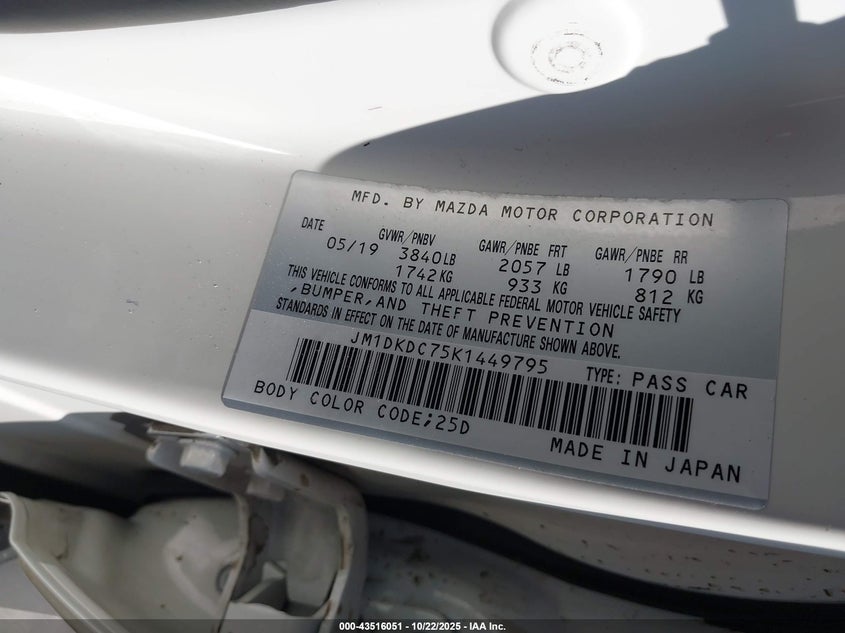 MFD. BY MAZDA MOTOR CORPORATION
DATE GVWR/PNBV GAWR/PNBE FRT GAWR/PNBE RR
05/19 3840LB 2057 LB 1790 LB
1742KG 933 KG 812 KG
THIS VEHICLE CONFORMS TO ALL APPLICABLE FEDERAL MOTOR VEHICLE SAFETY
,BUMPER,AND THEFT PREVENTION
STANDARDS IN EFFECT ON THE DATE OF MANUFACTURE SHOWN ABOVE.
JM1DKDC75K1449795 TYPE: PASS CAR
BODY COLOR CODE;25D
MADE IN JAPAN
000-43516051 - 10/22/2025 - IAA Inc.